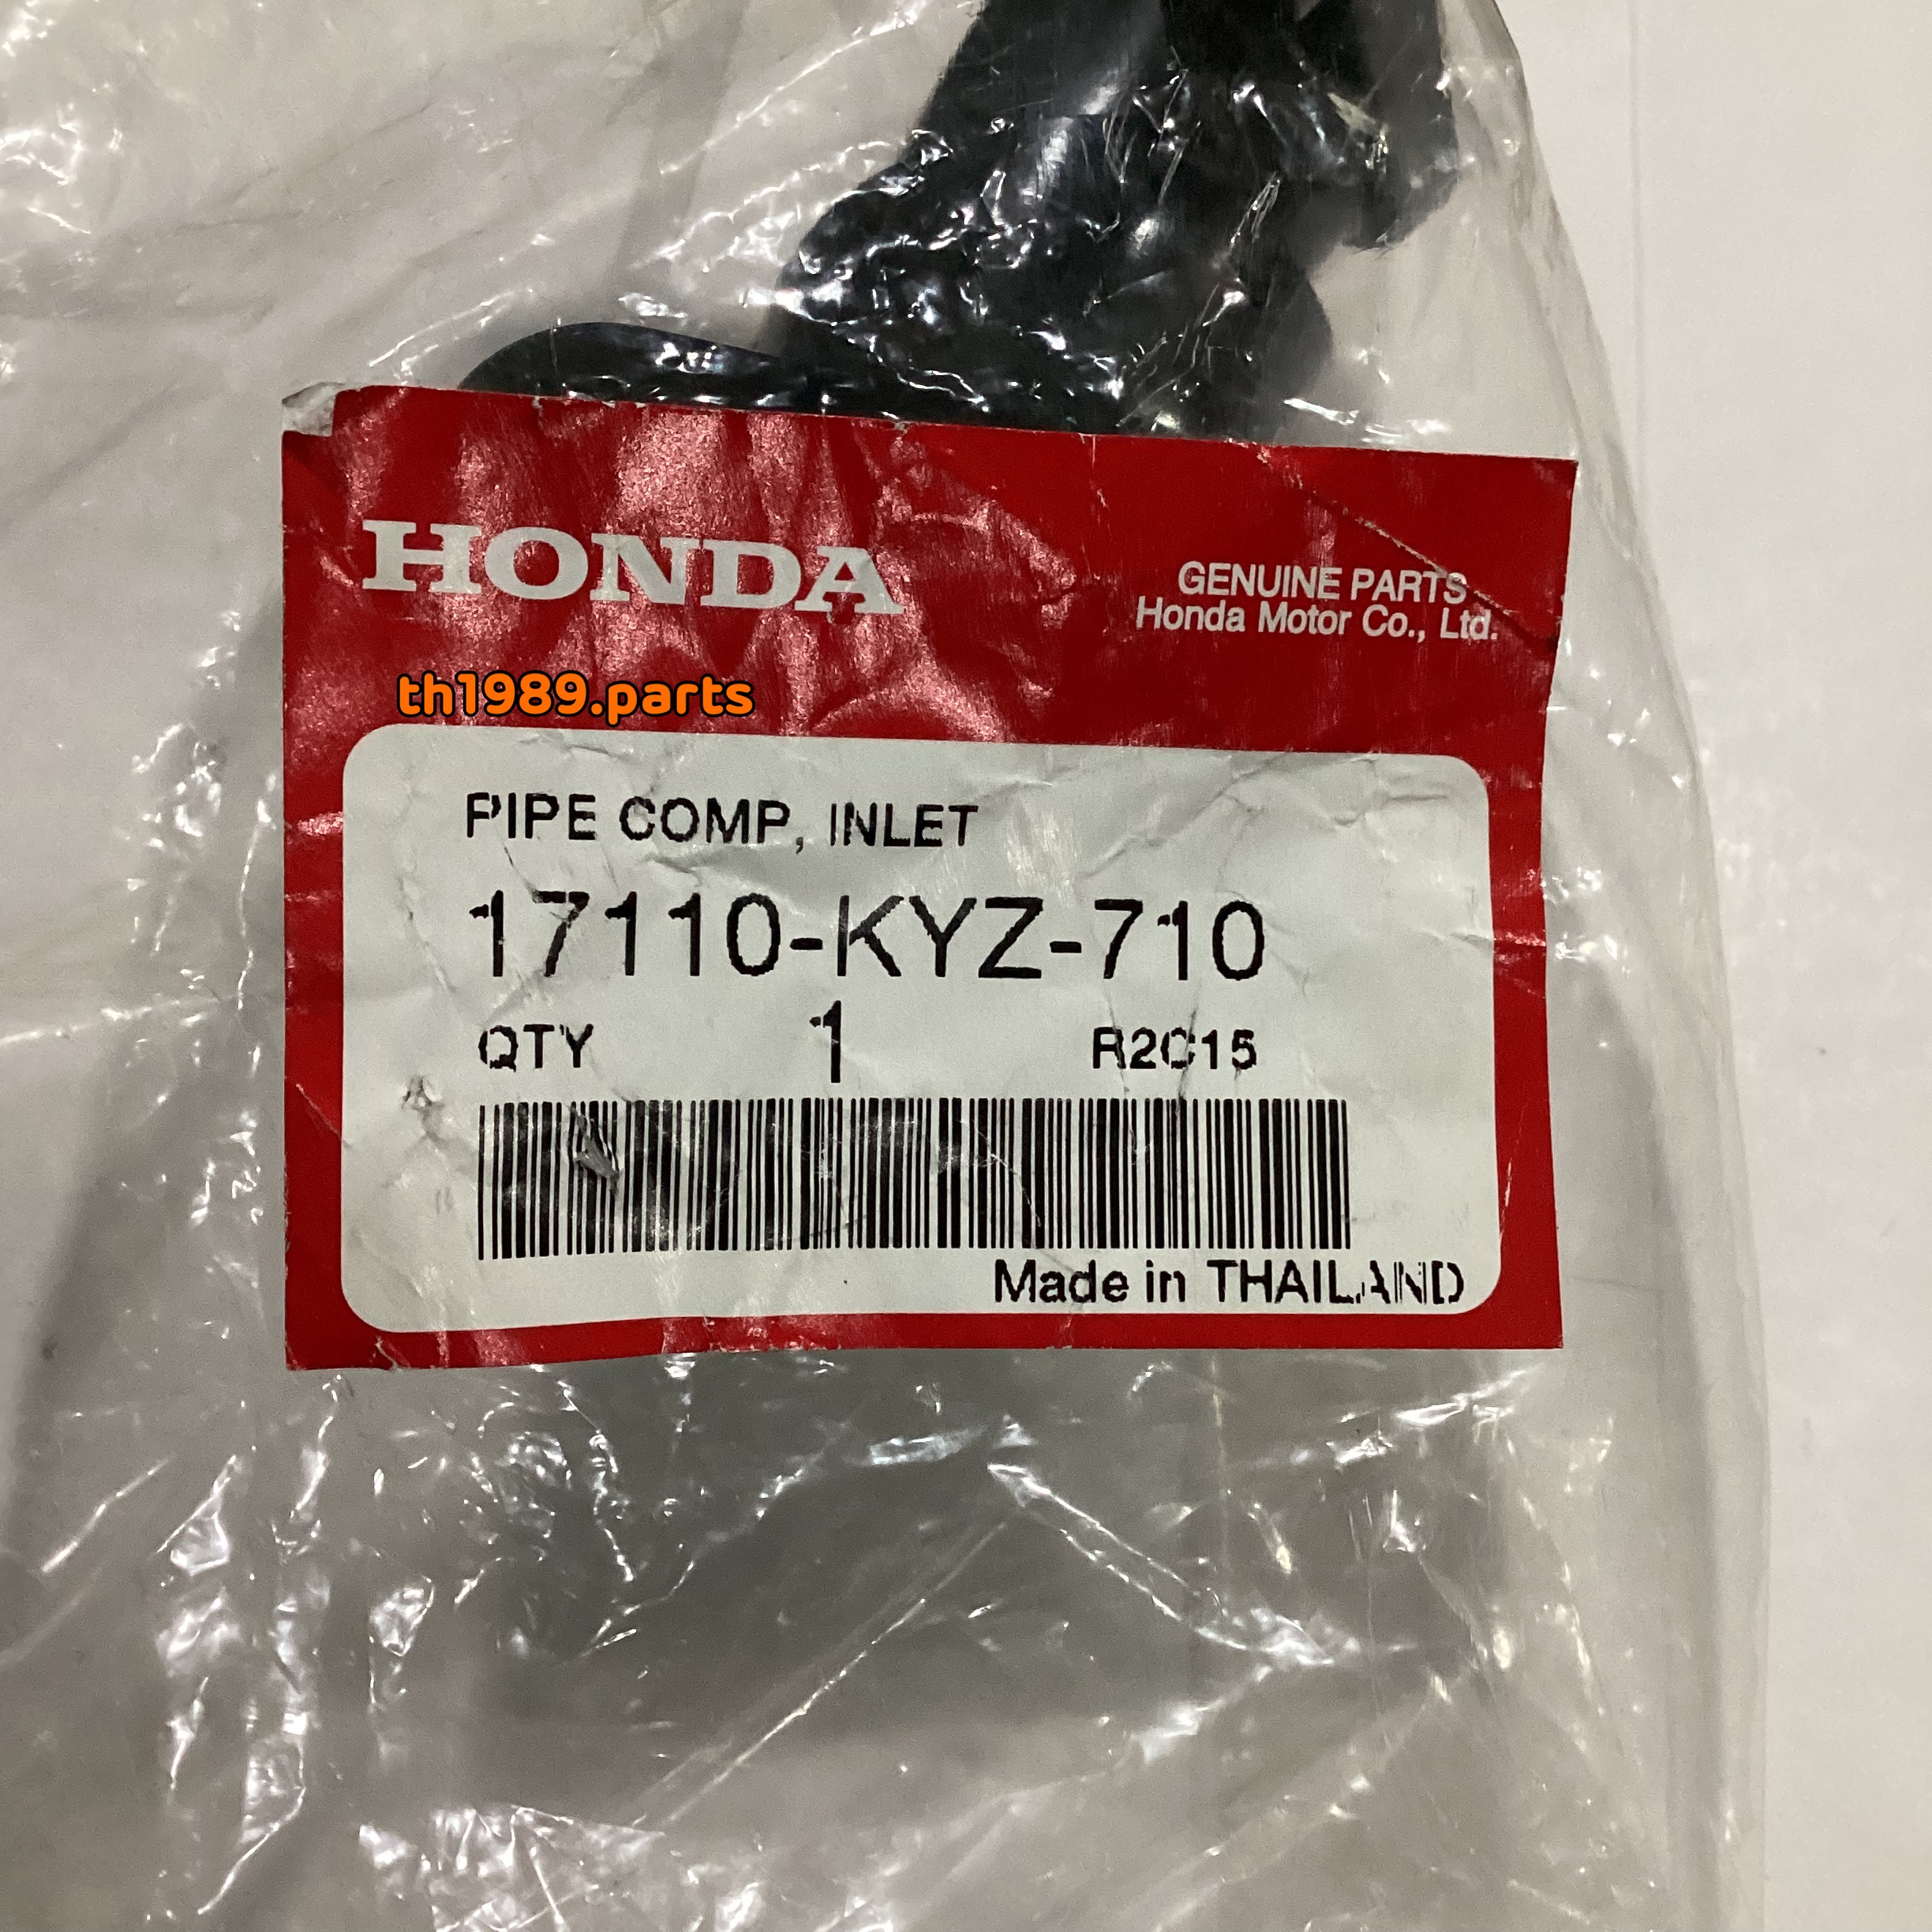 HONDA
GENUINE PARTS
Honda Motor Co., Ltd.
th1989.parts
PIPE COMP, INLET
17110-KYZ-710
QTY 1 R2C15
Made in THAILAND